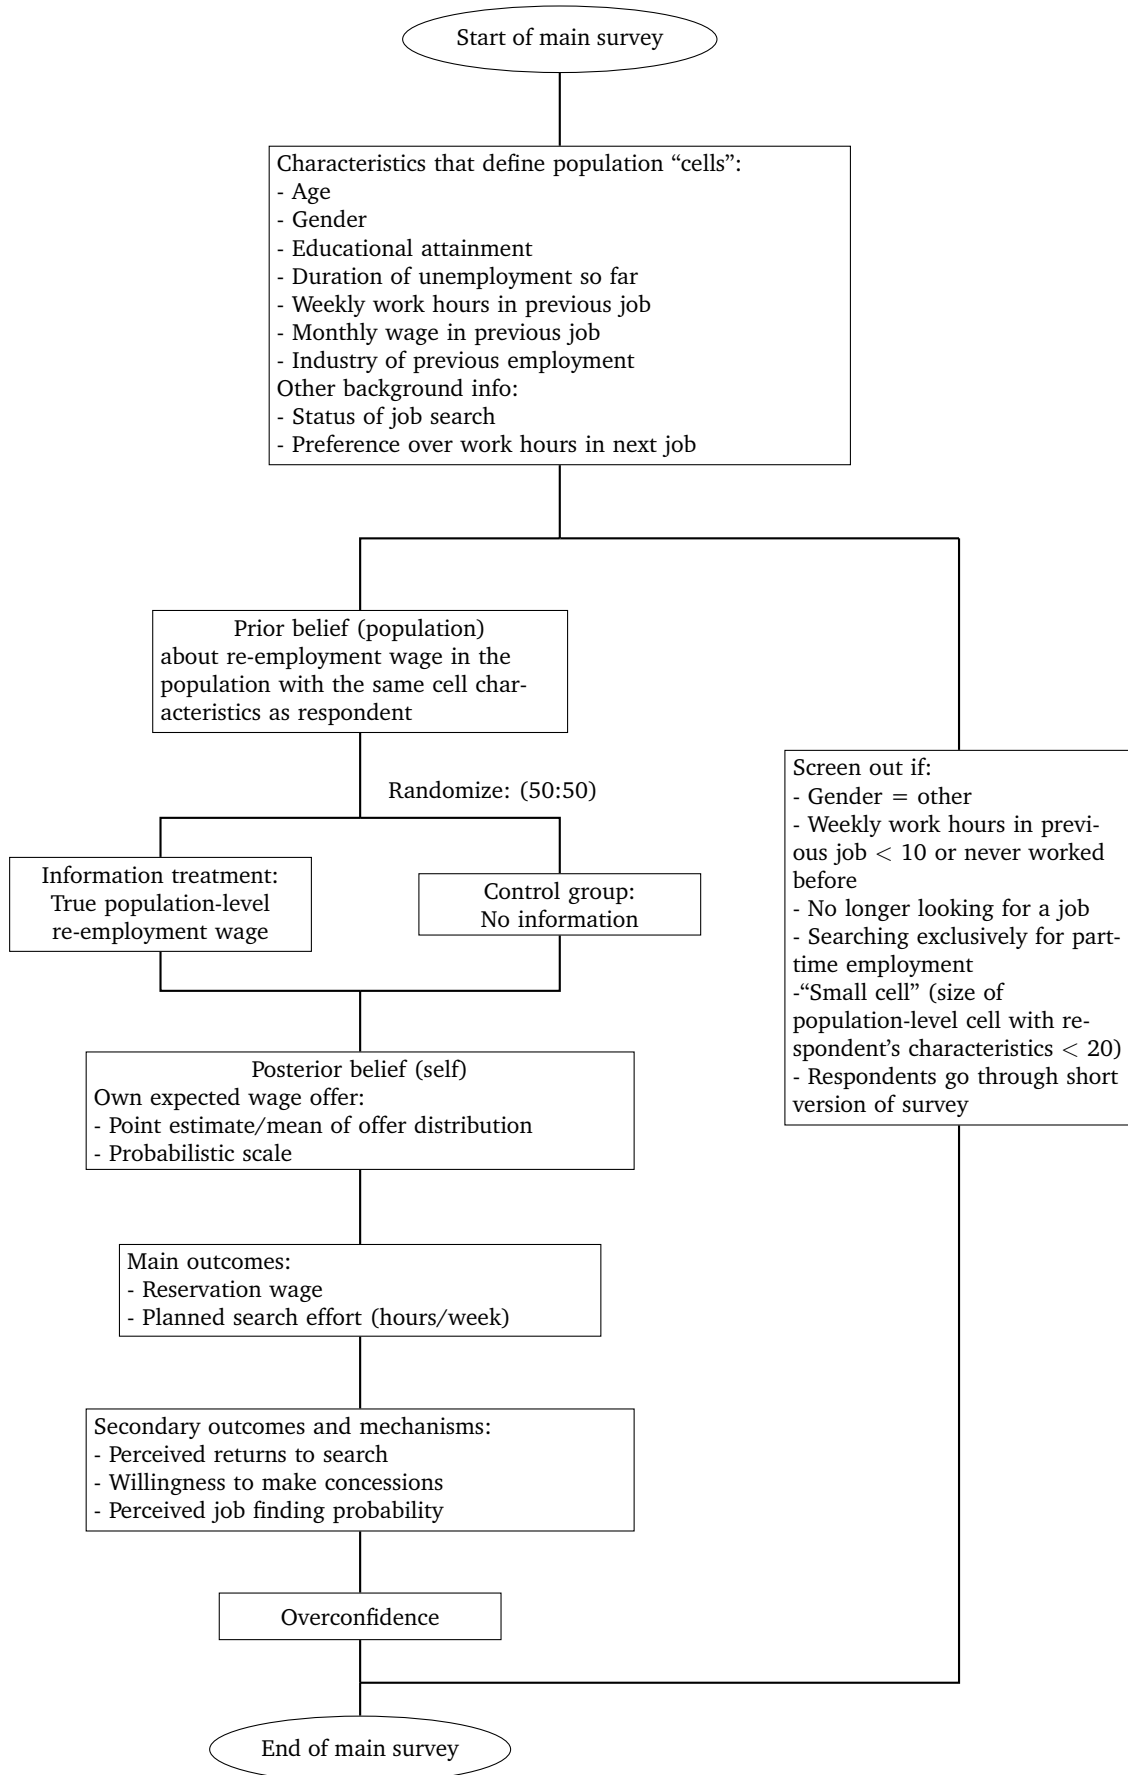 Start of main survey
Characteristics that define population “cells”:
- Age
- Gender
- Educational attainment
- Duration of unemployment so far
- Weekly work hours in previous job
- Monthly wage in previous job
- Industry of previous employment
Other background info:
- Status of job search
- Preference over work hours in next job
Prior belief (population)
about re-employment wage in the
population with the same cell char-
acteristics as respondent
Randomize: (50:50)
Information treatment:
True population-level
re-employment wage
Control group:
No information
Screen out if:
- Gender = other
- Weekly work hours in previ-
ous job < 10 or never worked
before
- No longer looking for a job
- Searching exclusively for part-
time employment
-“Small cell” (size of
population-level cell with re-
spondent’s characteristics < 20)
- Respondents go through short
version of survey
Posterior belief (self)
Own expected wage offer:
- Point estimate/mean of offer distribution
- Probabilistic scale
Main outcomes:
- Reservation wage
- Planned search effort (hours/week)
Secondary outcomes and mechanisms:
- Perceived returns to search
- Willingness to make concessions
- Perceived job finding probability
Overconfidence
End of main survey